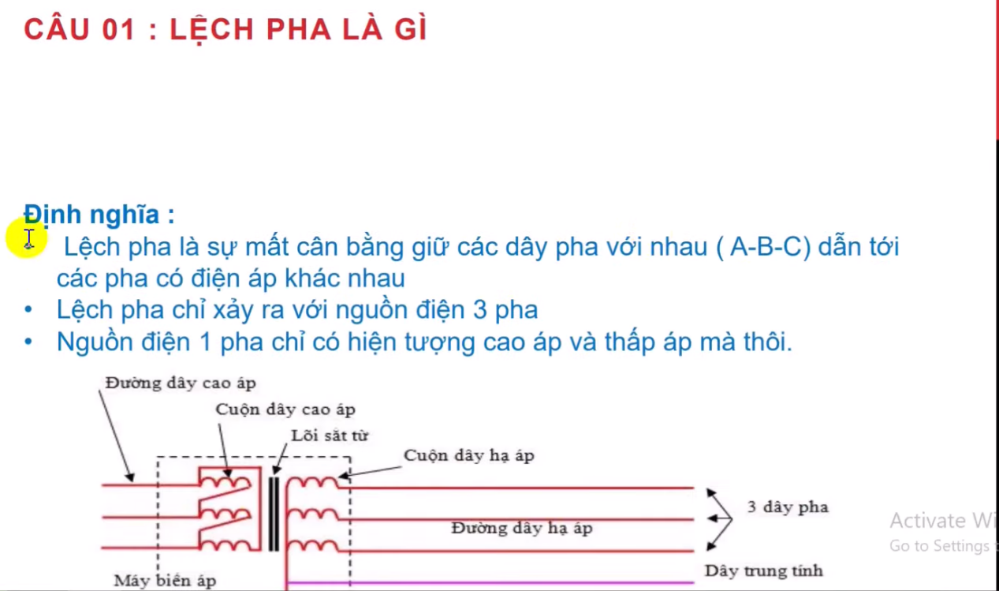 CÂU 01 : LỆCH PHA LÀ GÌ
Định nghĩa :
Lệch pha là sự mất cân bằng giữ các dây pha với nhau ( A-B-C) dẫn tới
các pha có điện áp khác nhau
• Lệch pha chỉ xảy ra với nguồn điện 3 pha
• Nguồn điện 1 pha chỉ có hiện tượng cao áp và thấp áp mà thôi.
Đường dây cao áp
Cuộn dây cao áp
Lõi sắt từ
Cuộn dây hạ áp
3 dây pha
Đường dây hạ áp
Dây trung tính
Máy biến áp
Activate Wi
Go to Settings